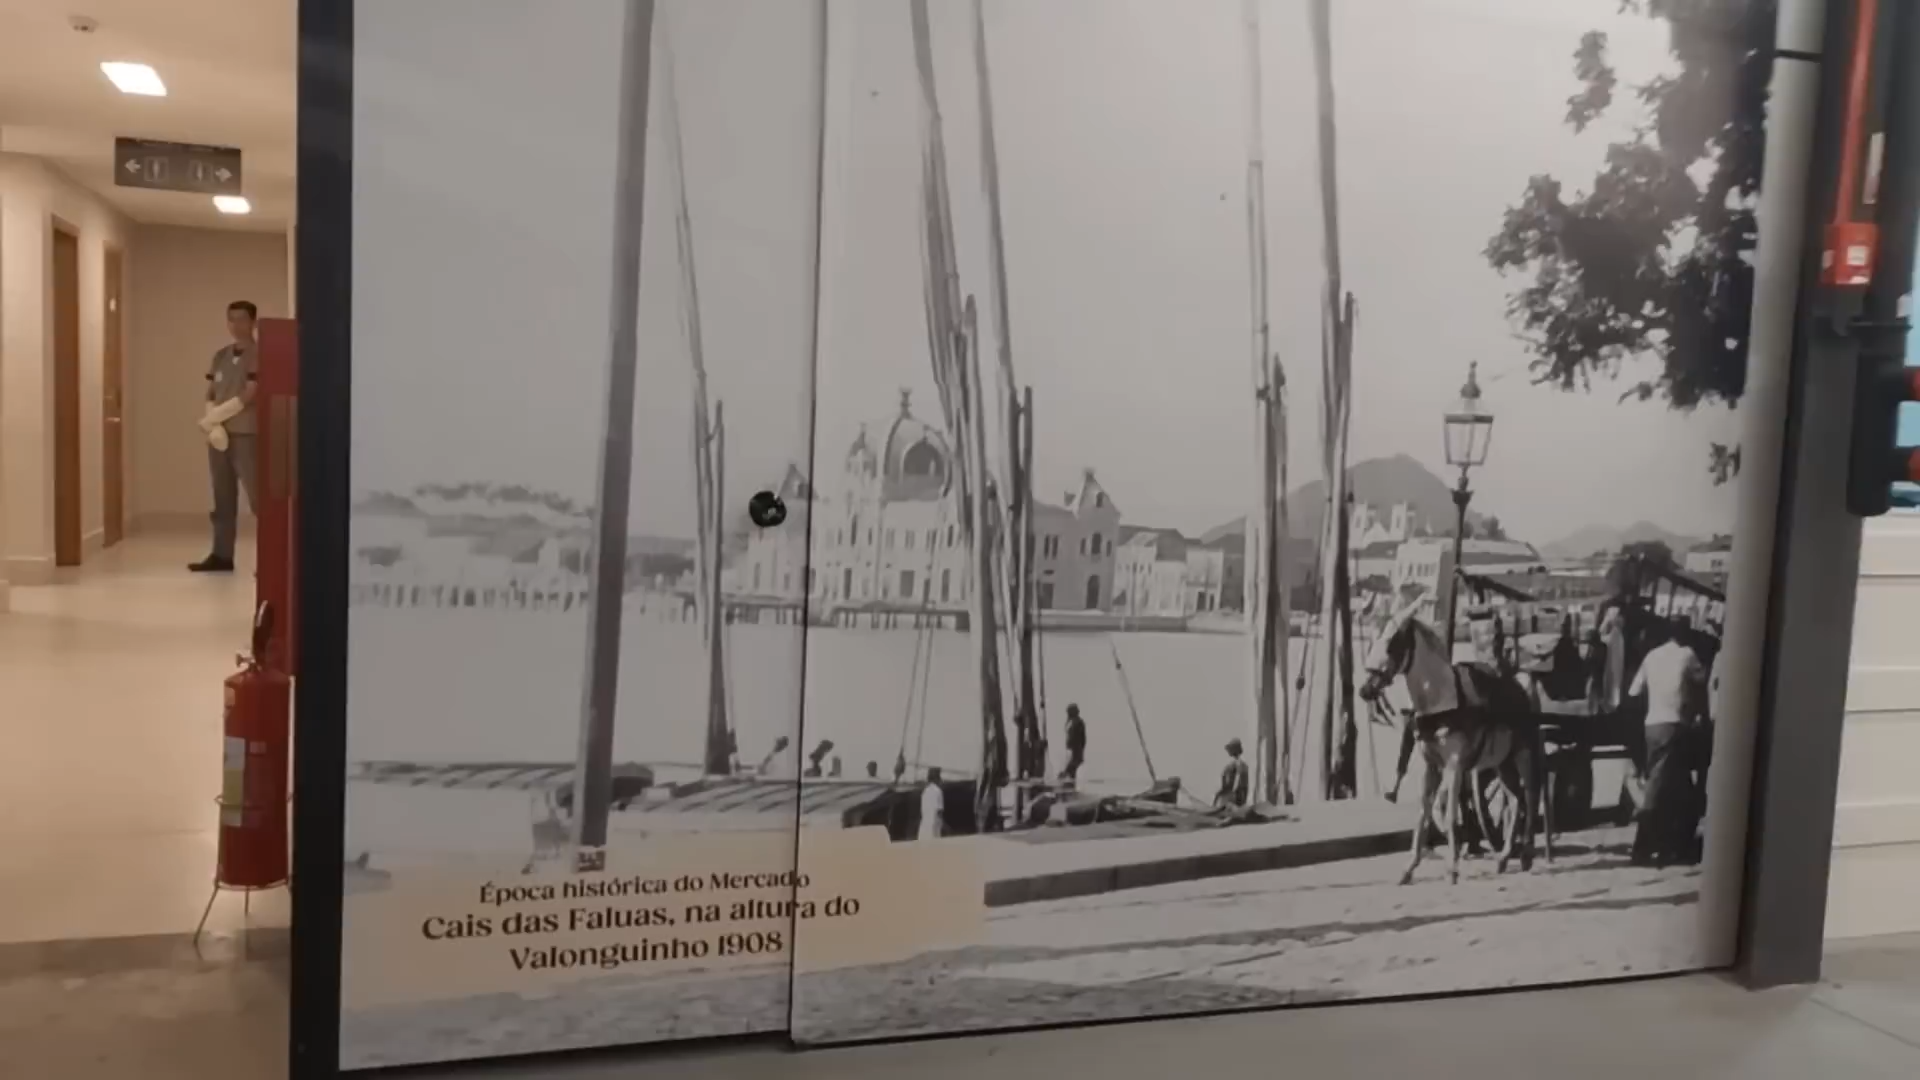 Época histórica do Mercado
Cais das Faluas, na altura do
Valonguinho 1908